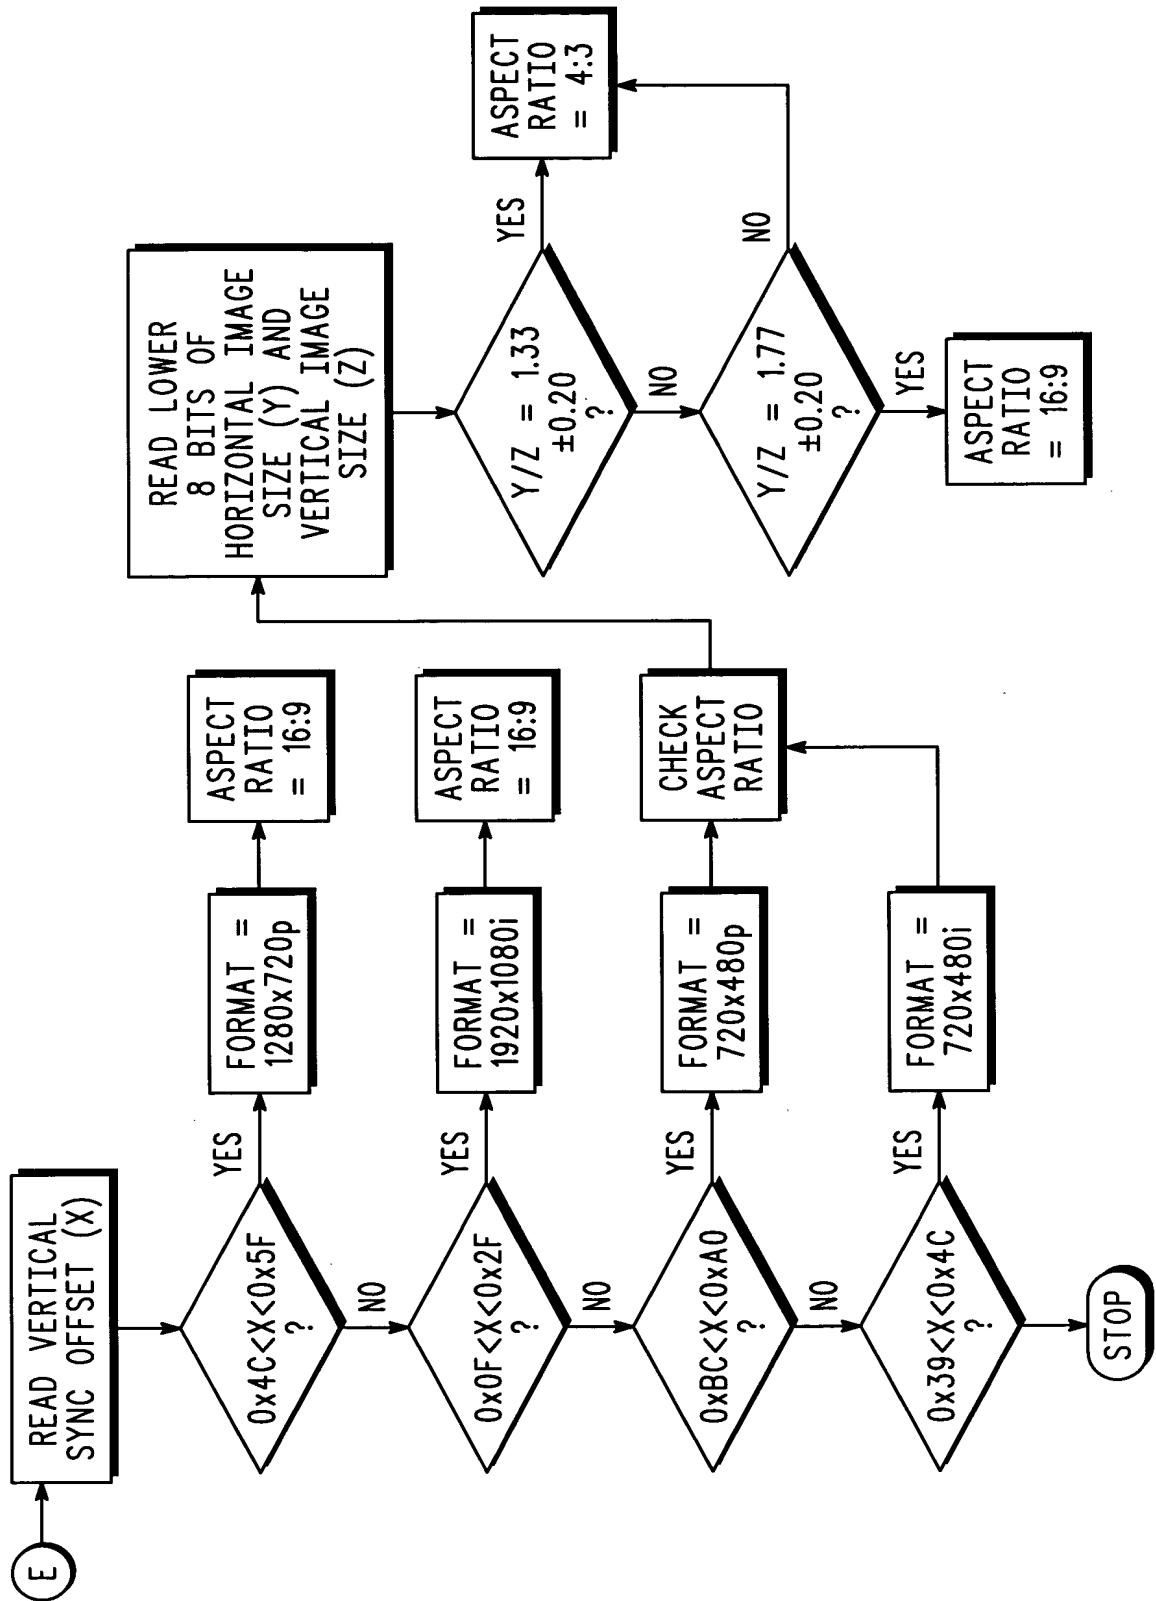 E
READ VERTICAL
SYNC OFFSET (X)
0x4C<X<0x5F
?
YES
NO
FORMAT =
1280x720p
ASPECT
RATIO
= 16:9
0x0F<X<0x2F
?
YES
NO
FORMAT =
1920x1080i
ASPECT
RATIO
= 16:9
0xBC<X<0xA0
?
YES
NO
FORMAT =
720x480p
CHECK
ASPECT
RATIO
0x39<X<0x4C
?
YES
FORMAT =
720x480i
STOP
READ LOWER
8 BITS OF
HORIZONTAL IMAGE
SIZE (Y) AND
VERTICAL IMAGE
SIZE (Z)
Y/Z = 1.33
±0.20
?
YES
NO
ASPECT
RATIO
= 4:3
Y/Z = 1.77
±0.20
?
NO
YES
ASPECT
RATIO
= 16:9